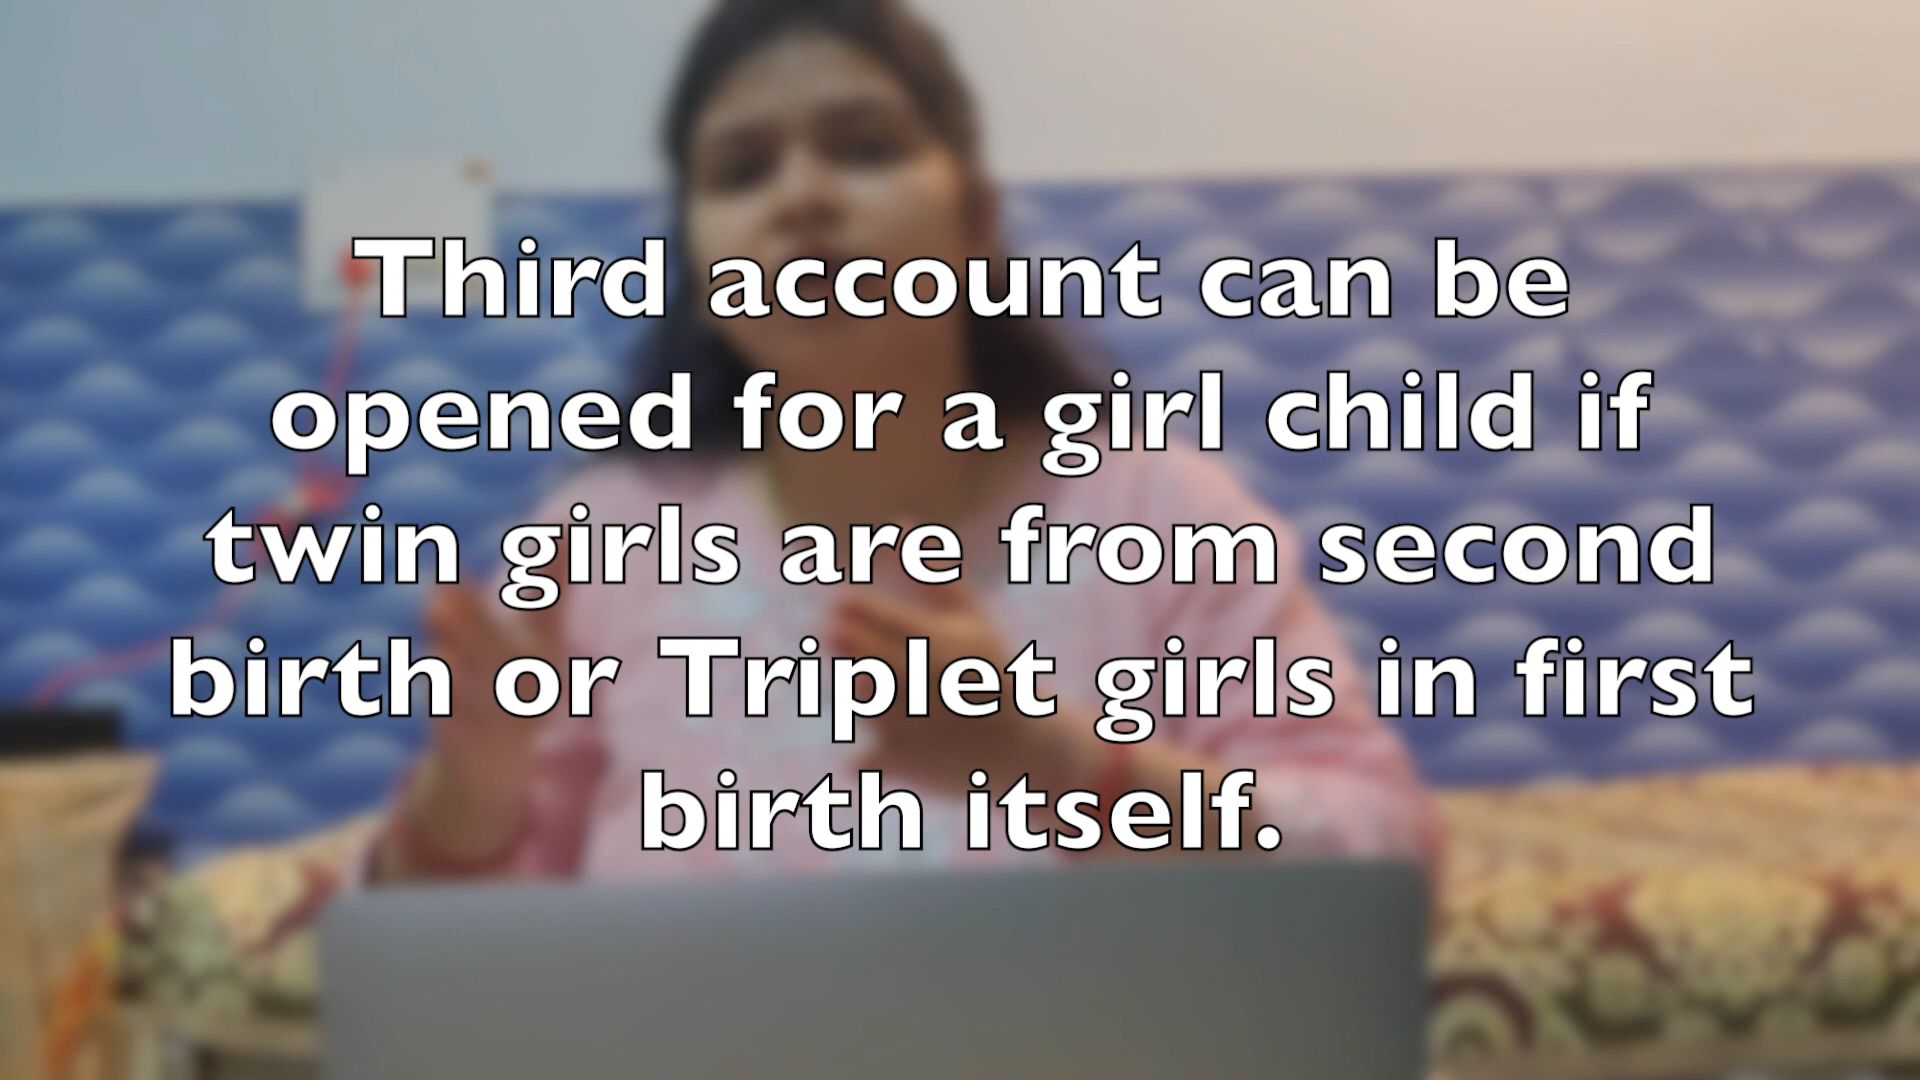 Third account can be
opened for a girl child if
twin girls are from second
birth or Triplet girls in first
birth itself.